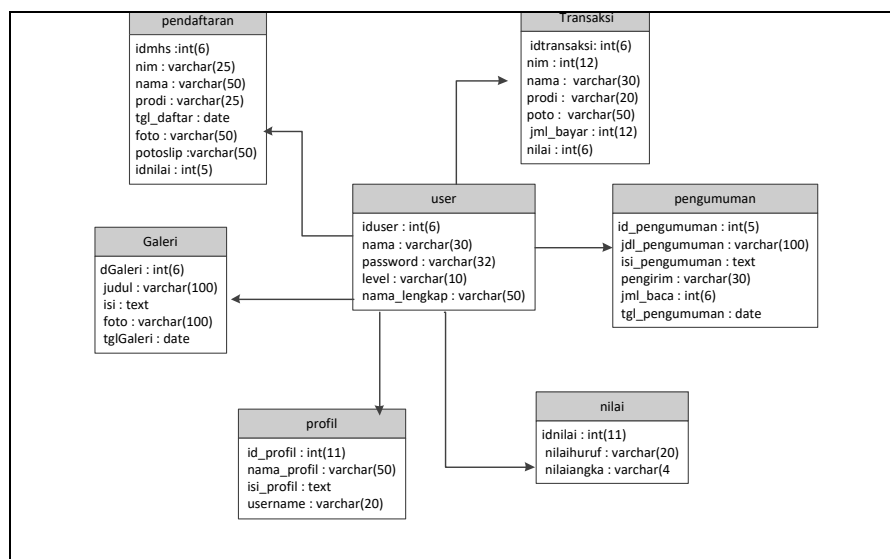 pendaftaran
idmhs :int(6)
nim : varchar(25)
nama : varchar(50)
prodi : varchar(25)
tgl_daftar : date
foto : varchar(50)
potoslip :varchar(50)
idnilai : int(5)
Transaksi
idtransaksi: int(6)
nim : int(12)
nama :  varchar(30)
prodi :  varchar(20)
poto :  varchar(50)
jml_bayar : int(12)
nilai : int(6)
user
iduser : int(6)
nama : varchar(30)
password : varchar(32)
level : varchar(10)
nama_lengkap : varchar(50)
pengumuman
id_pengumuman : int(5)
jdl_pengumuman : varchar(100)
isi_pengumuman : text
pengirim : varchar(30)
jml_baca : int(6)
tgl_pengumuman : date
Galeri
dGaleri : int(6)
judul : varchar(100)
isi : text
foto : varchar(100)
tglGaleri : date
profil
id_profil : int(11)
nama_profil : varchar(50)
isi_profil : text
username : varchar(20)
nilai
idnilai : int(11)
nilaihuruf : varchar(20)
nilaiangka : varchar(4